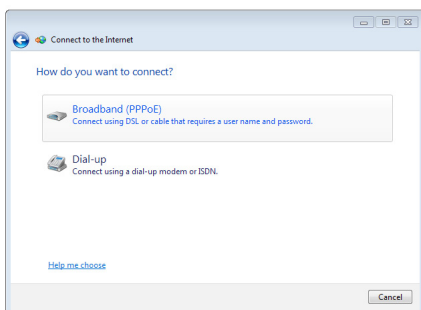 Connect to the Internet
How do you want to connect?
Broadband (PPPoE)
Connect using DSL or cable that requires a user name and password.
Dial-up
Connect using a dial-up modem or ISDN.
Help me choose
Cancel